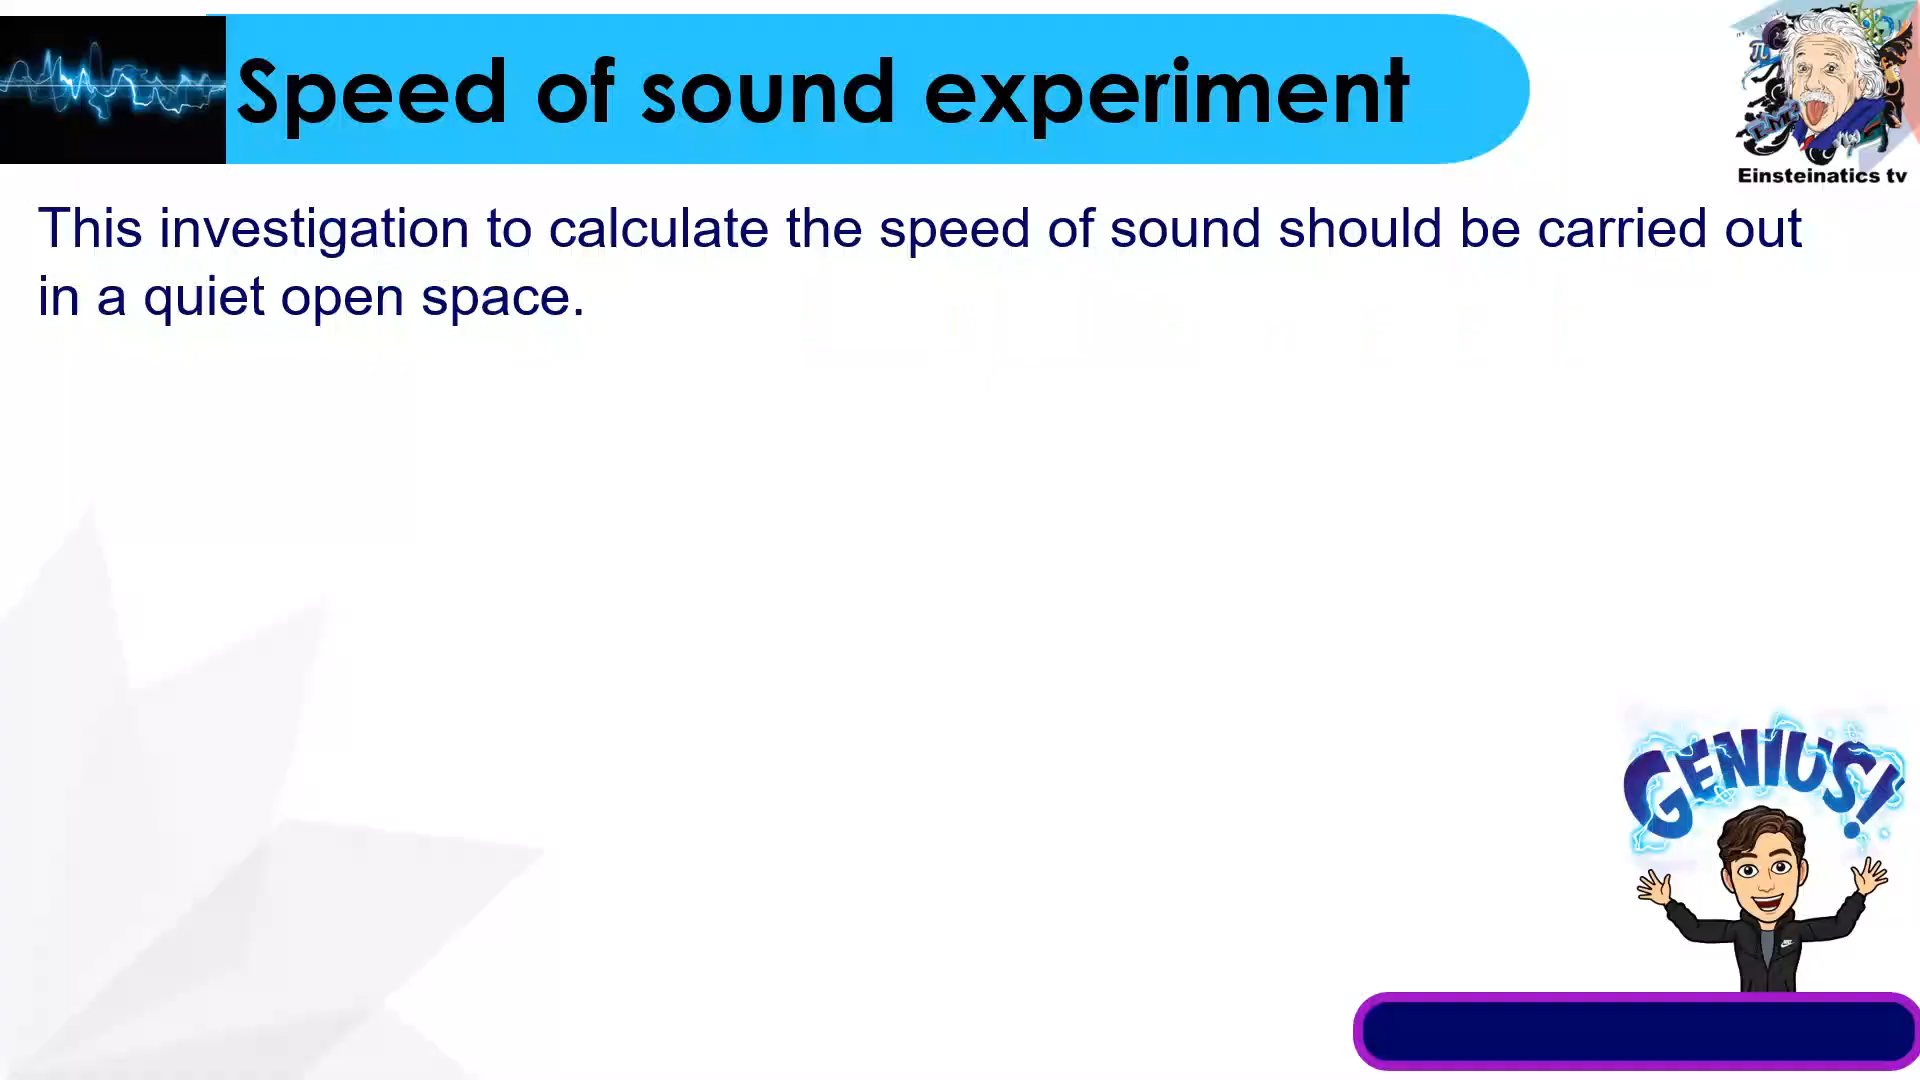 Speed of sound experiment
Einsteinatics tv
This investigation to calculate the speed of sound should be carried out
in a quiet open space.
GENIUS!